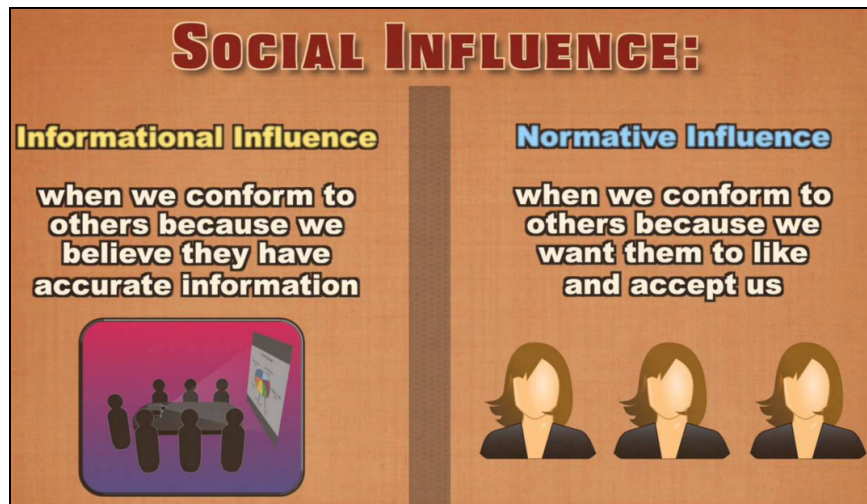 SOCIAL INFLUENCE:
Informational Influence
when we conform to
others because we
believe they have
accurate information
Normative Influence
when we conform to
others because we
want them to like
and accept us